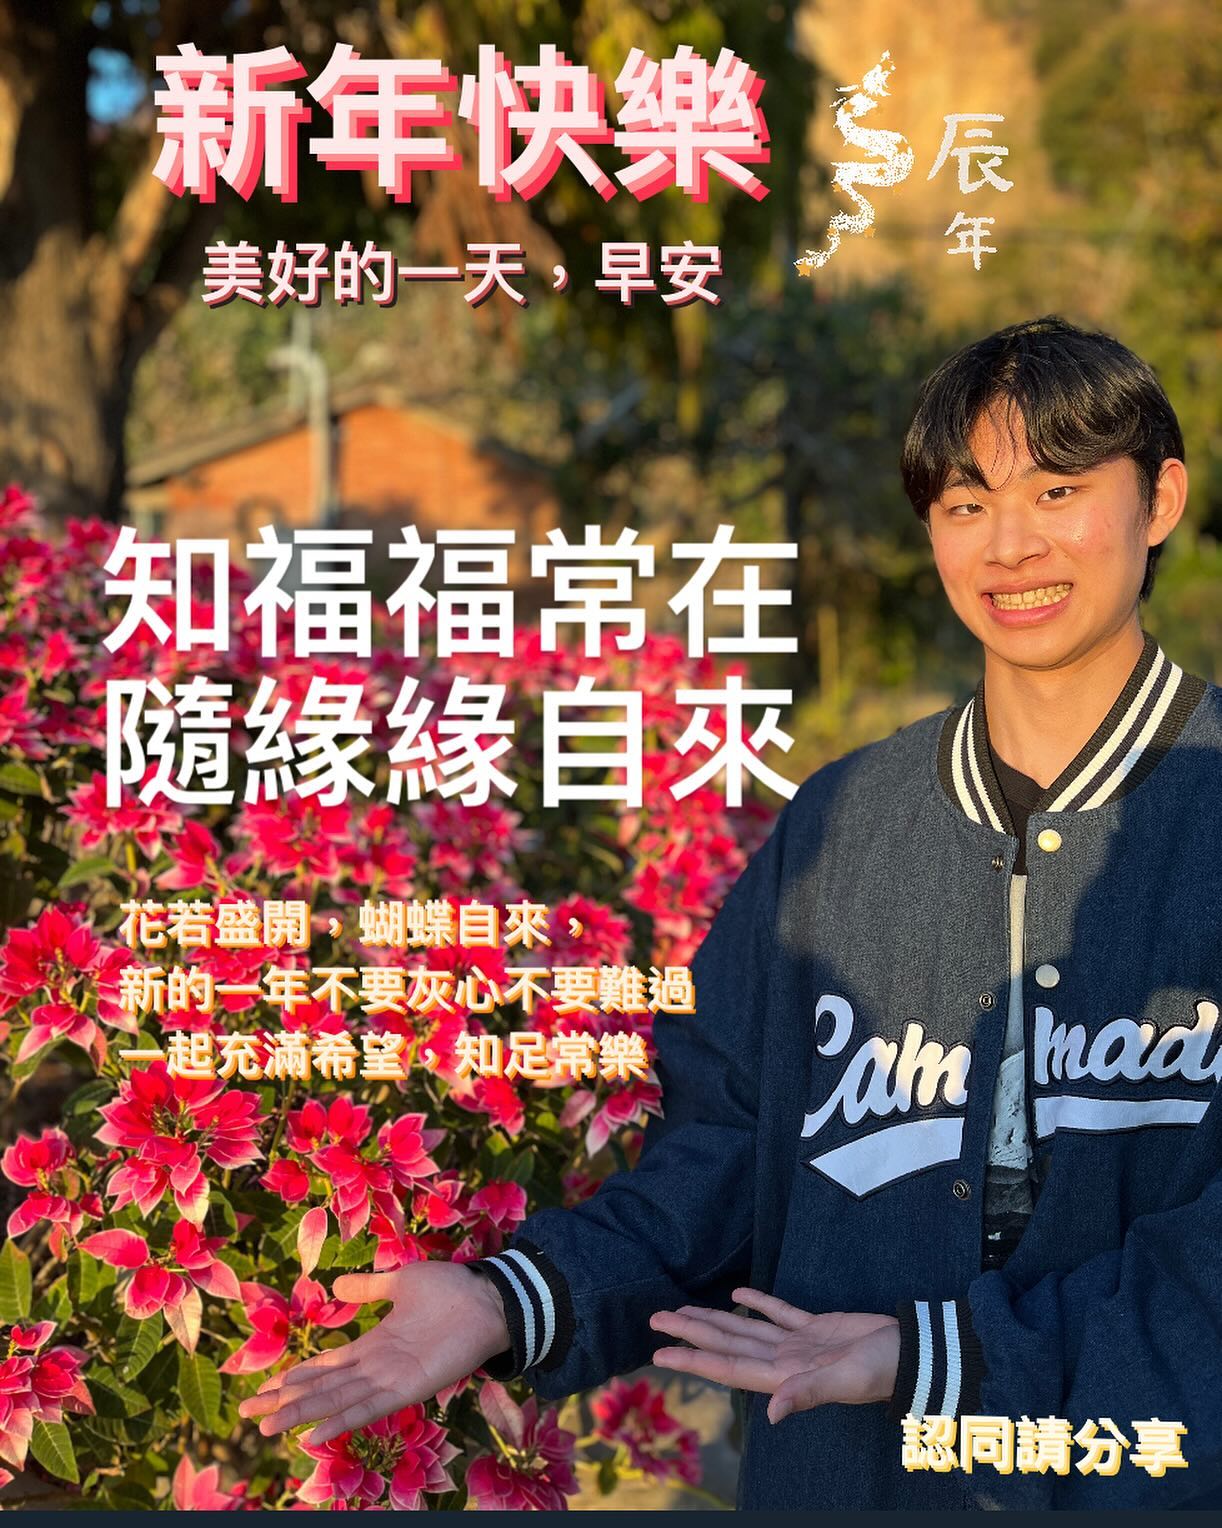 新年快樂
辰
年
美好的一天，早安
知福福常在
隨緣緣自來
花若盛開，蝴蝶自來，
新的一年不要灰心不要難過
一起充滿希望，知足常樂
Cam mad
認同請分享